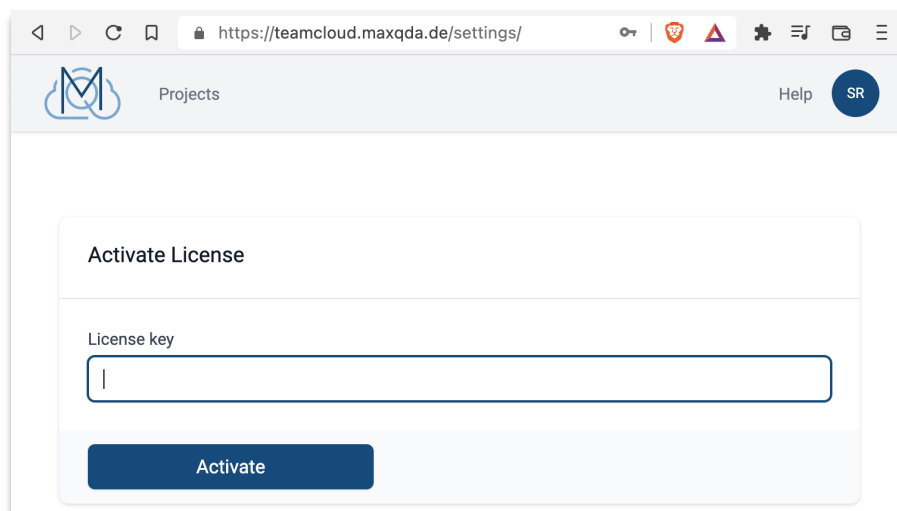 https://teamcloud.maxqda.de/settings/
Projects
Help
SR
Activate License
License key
Activate